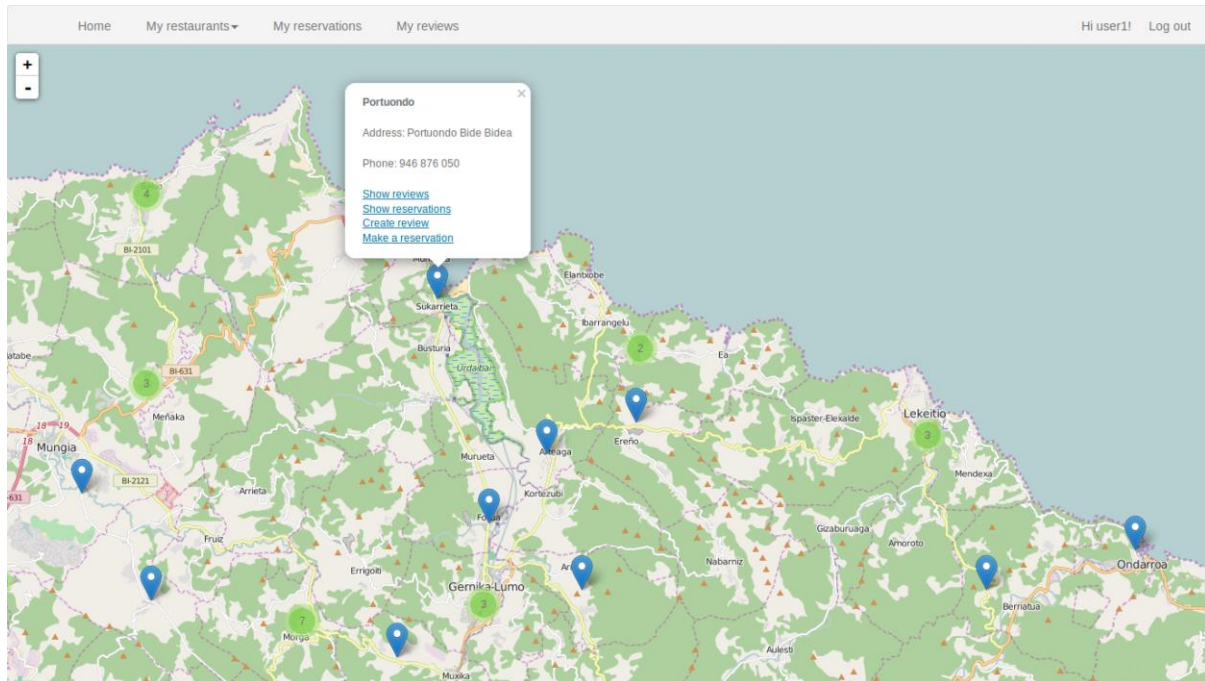 Home My restaurants My reservations My reviews Hi user1! Log out
+
-
×
Portuondo
Address: Portuondo Bide Bidea
Phone: 946 876 050
Show reviews
Show reservations
Create review
Make a reservation
4
BI-2101
Elantxobe
Sukarrieta
Ibarrangelu
Busturia
2
Ea
Urdaibai
BI-631
3
Meñaka
Ispaster-Elexalde
Lekeitio
18 - 19
18
Mungia
Ereño
3
Murueta
Arteaga
Mendexa
BI-2121
Arrieta
Kortezubi
Gizaburuaga
Amoroto
Fruiz
Errigoiti
Nabarniz
Ondarroa
Gernika-Lumo
3
Berriatua
7
Morga
Aulesti
Muxika